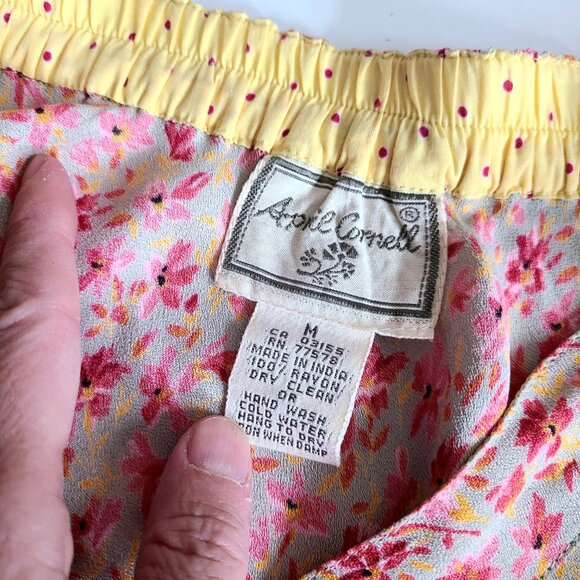 April Cornell ®
M
CA 03155
RN. 77578
MADE IN INDIA
100% RAYON
DRY CLEAN
OR
HAND WASH
COLD WATER
HANG TO DRY
IRON WHEN DAMP